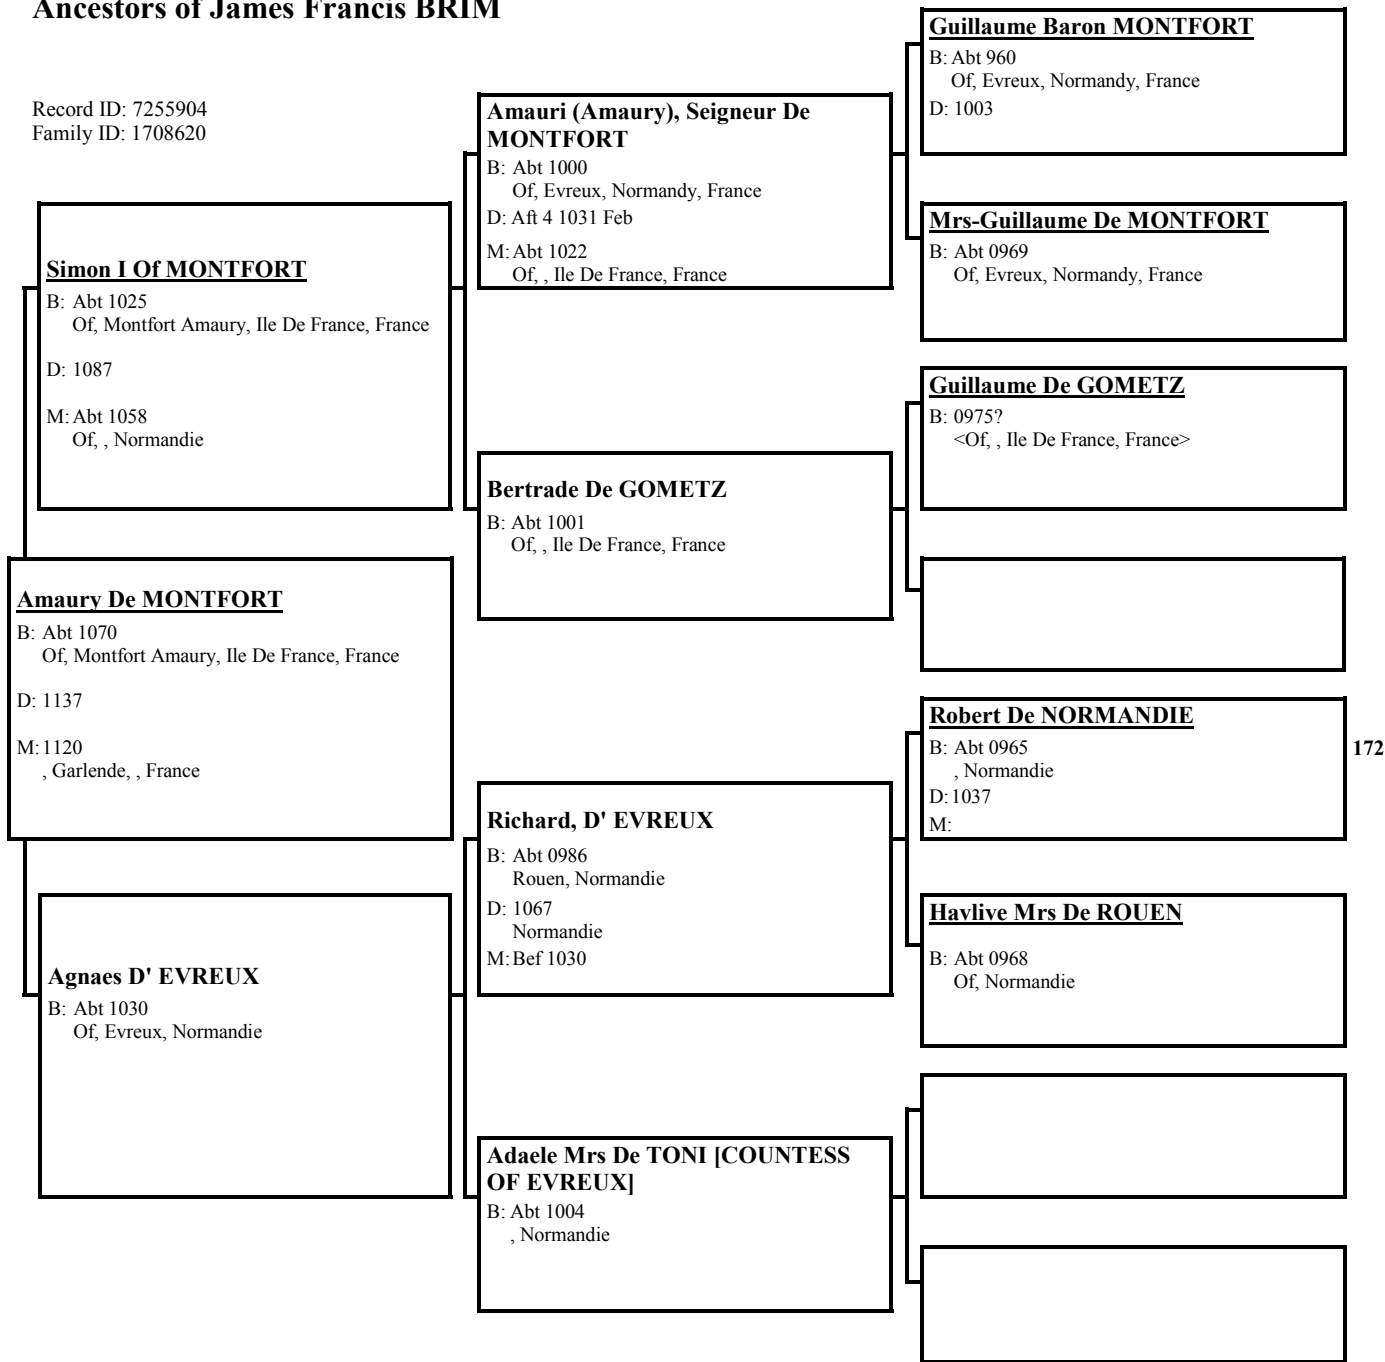 Ancestors of James Francis BRIM
Record ID: 7255904
Family ID: 1708620
Simon I Of MONTFORT
B: Abt 1025
Of, Montfort Amaury, Ile De France, France
D: 1087
M: Abt 1058
Of, , Normandie
Amaury De MONTFORT
B: Abt 1070
Of, Montfort Amaury, Ile De France, France
D: 1137
M: 1120
, Garlende, , France
Agnaes D' EVREUX
B: Abt 1030
Of, Evreux, Normandie
Amauri (Amaury), Seigneur De
MONTFORT
B: Abt 1000
Of, Evreux, Normandy, France
D: Aft 4 1031 Feb
M: Abt 1022
Of, , Ile De France, France
Bertrade De GOMETZ
B: Abt 1001
Of, , Ile De France, France
Richard, D' EVREUX
B: Abt 0986
Rouen, Normandie
D: 1067
Normandie
M: Bef 1030
Adaele Mrs De TONI [COUNTESS
OF EVREUX]
B: Abt 1004
, Normandie
Guillaume Baron MONTFORT
B: Abt 960
Of, Evreux, Normandy, France
D: 1003
Mrs-Guillaume De MONTFORT
B: Abt 0969
Of, Evreux, Normandy, France
Guillaume De GOMETZ
B: 0975?
<Of, , Ile De France, France>
Robert De NORMANDIE
B: Abt 0965
, Normandie
D: 1037
M:
172
Havlive Mrs De ROUEN
B: Abt 0968
Of, Normandie